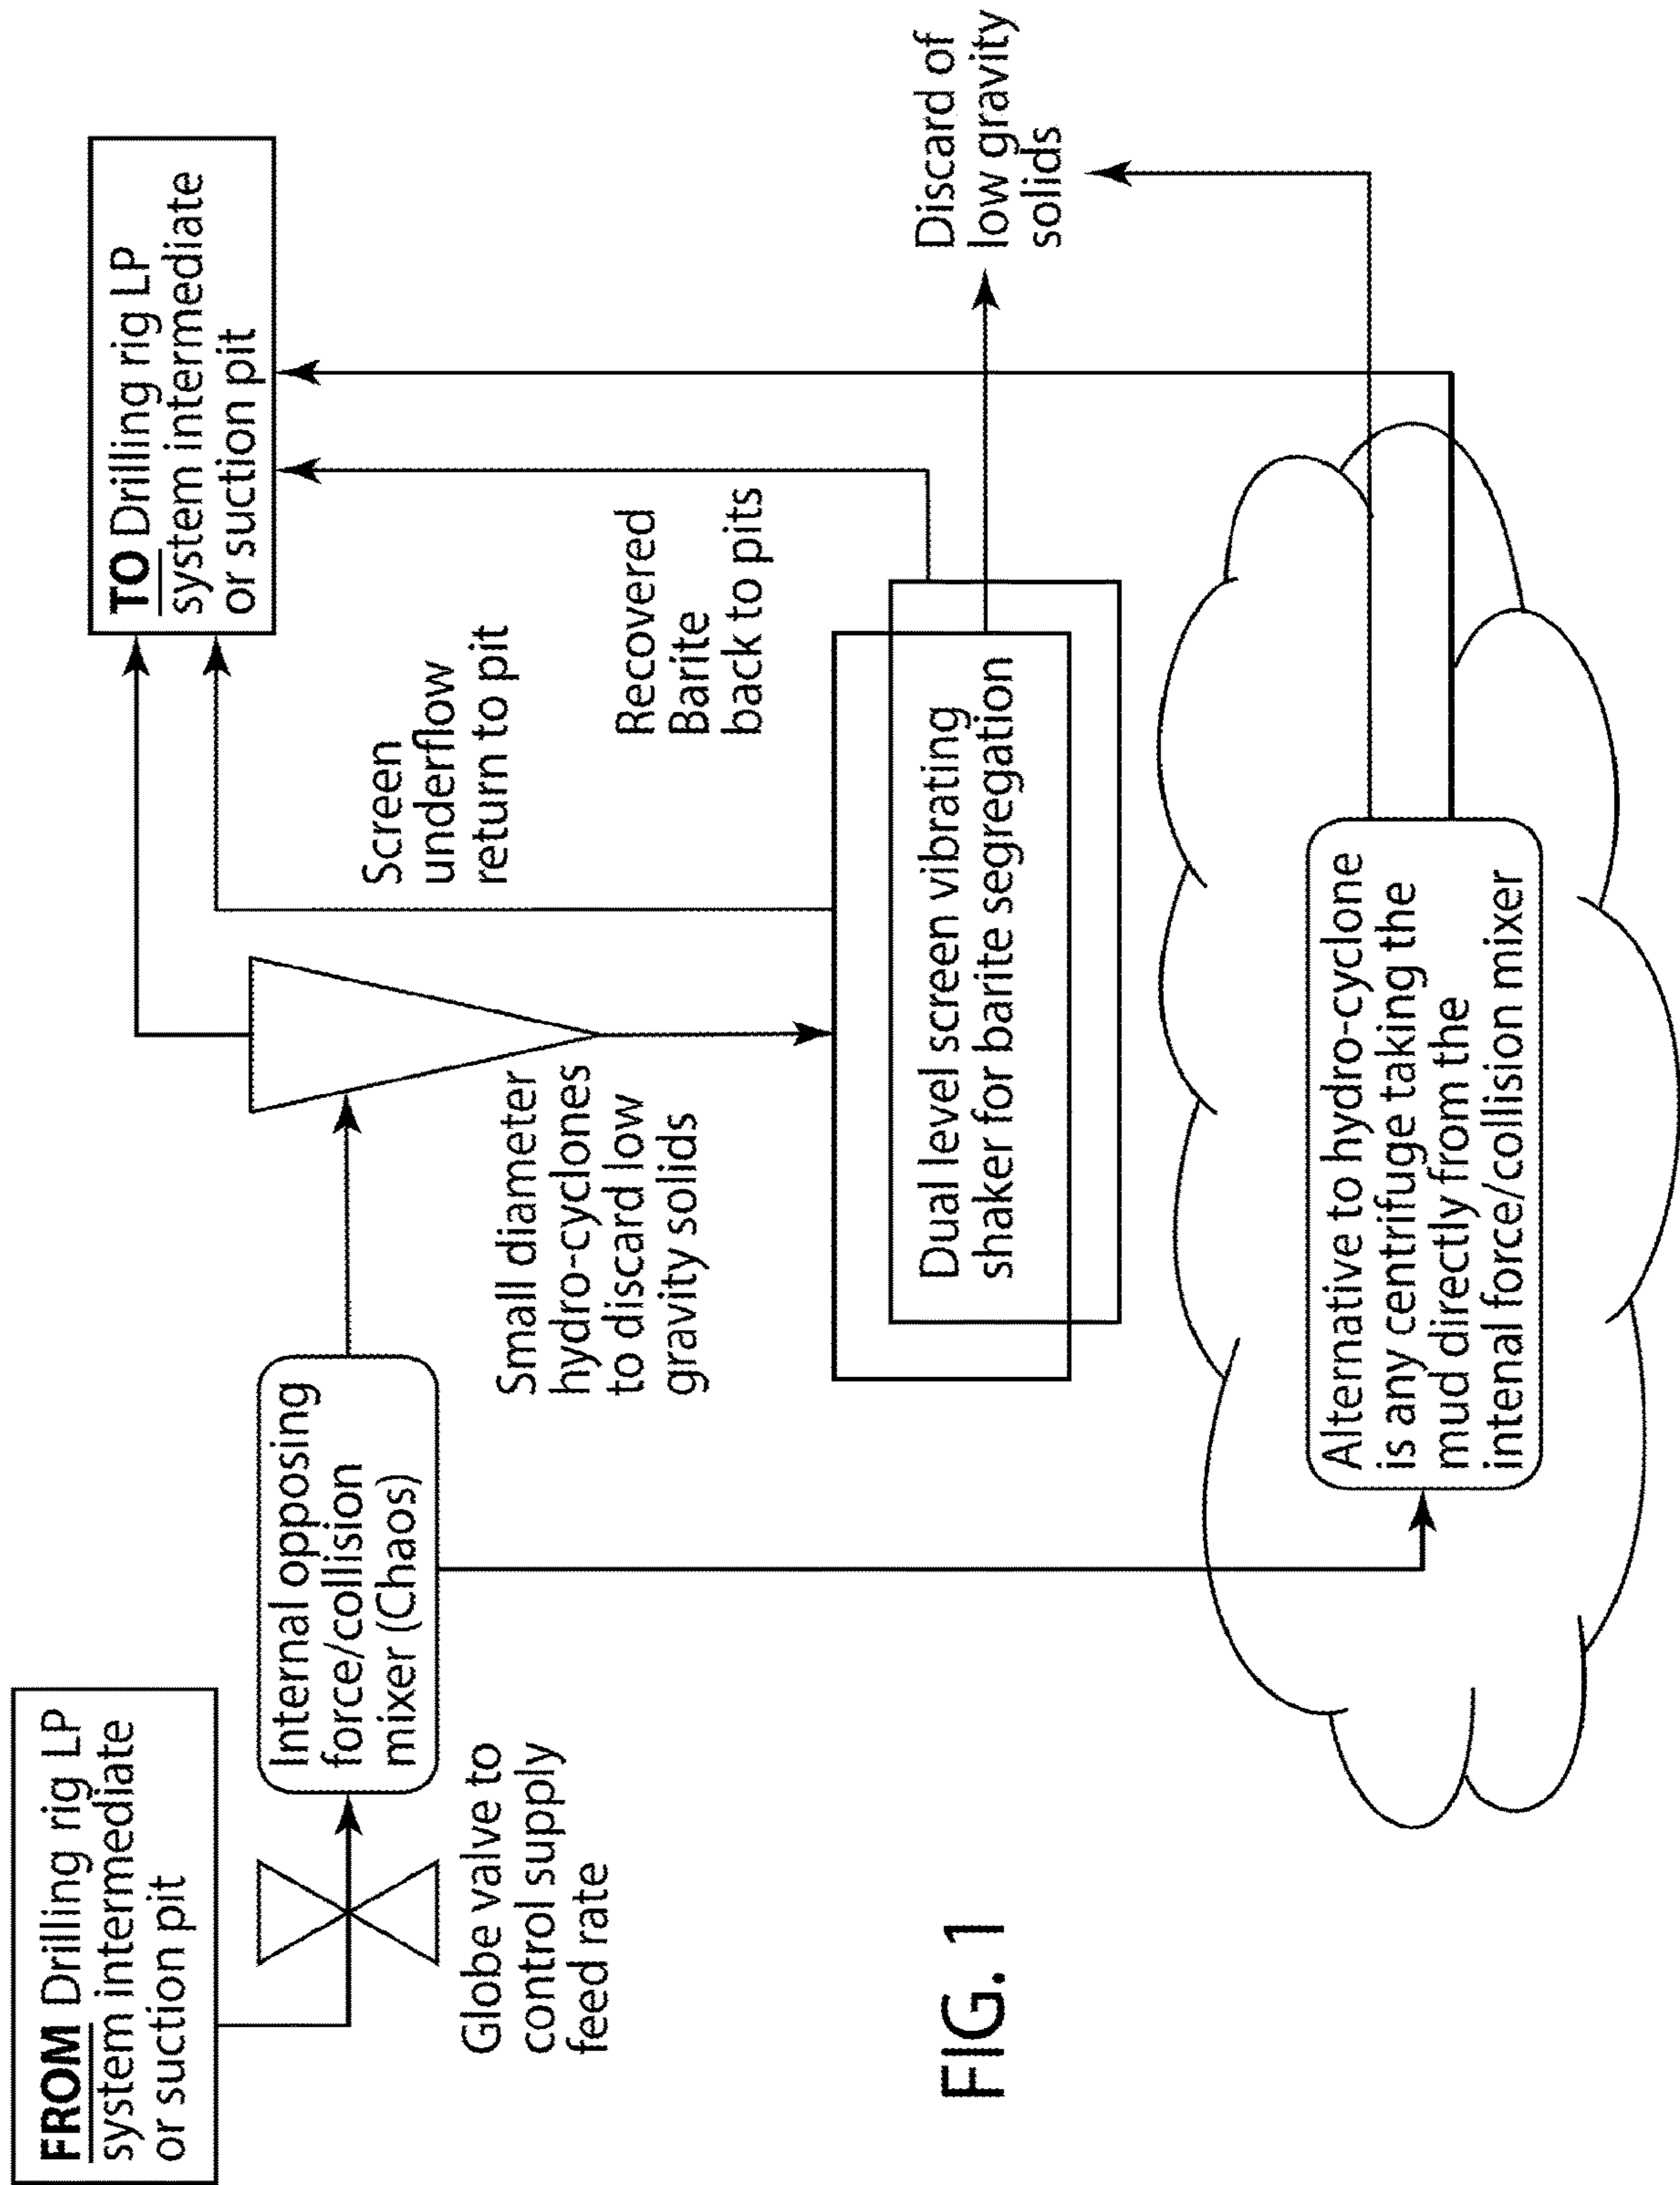 FROM Drilling rig LP
system intermediate
or suction pit
Globe valve to
control supply
feed rate
Internal opposing
force/collision
mixer (Chaos)
Small diameter
hydro-cyclones
to discard low
gravity solids
TO Drilling rig LP
system intermediate
or suction pit
Screen
underflow
return to pit
Recovered
Barite
back to pits
Dual level screen vibrating
shaker for barite segregation
Discard of
low gravity
solids
Alternative to hydro-cyclone
is any centrifuge taking the
mud directly from the
intenal force/collision mixer
FIG. 1